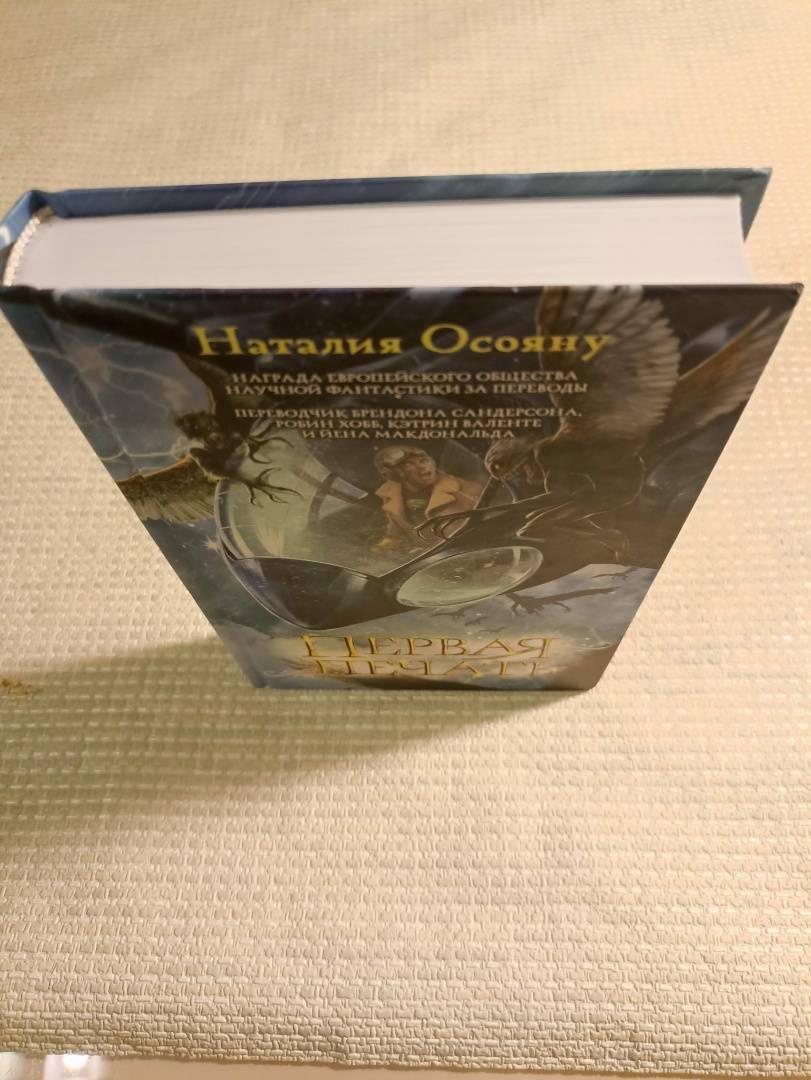 Наталия Осояну
НАГРАДА ЕВРОПЕЙСКОГО ОБЩЕСТВА
НАУЧНОЙ ФАНТАСТИКИ ЗА ПЕРЕВОДЫ
ПЕРЕВОДЧИК БРЕНДОНА САНДЕРСОНА,
РОБИН ХОББ, КЭТРИН ВАЛЕНТЕ
И ЙЕНА МАКДОНАЛЬДА
ПЕРВАЯ
ПЕЧАТЬ